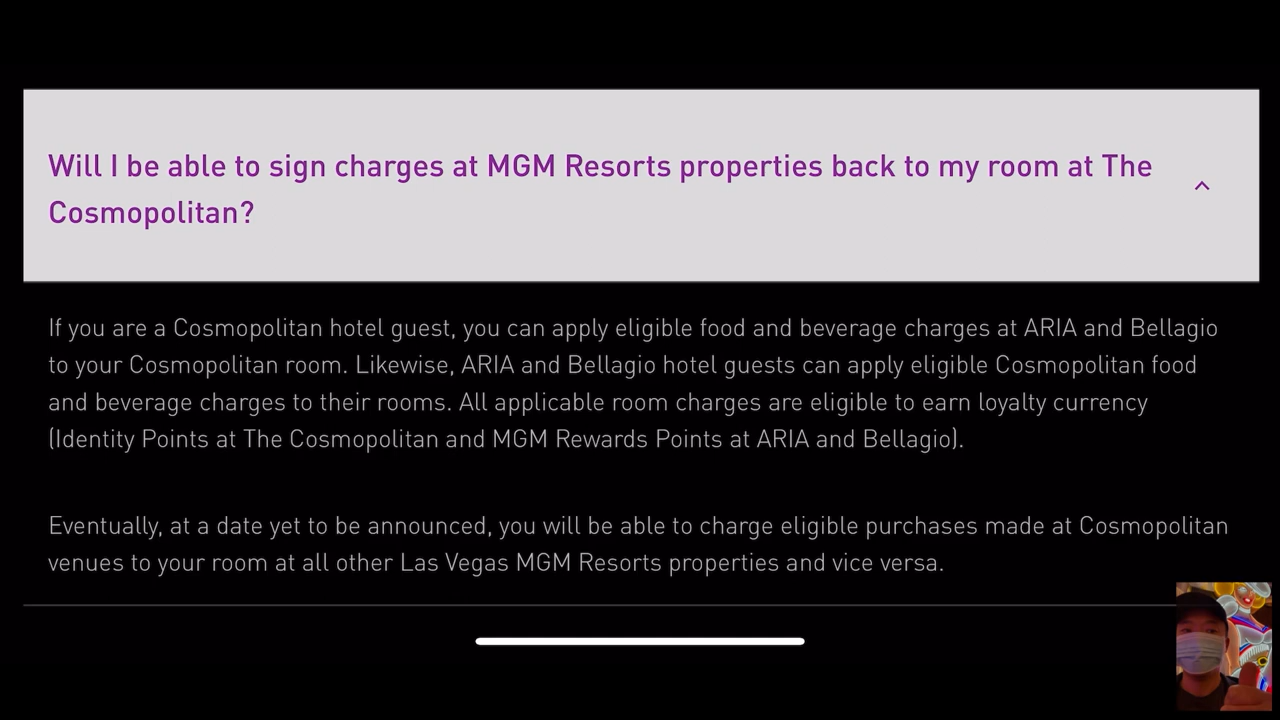 Will I be able to sign charges at MGM Resorts properties back to my room at The
Cosmopolitan?
If you are a Cosmopolitan hotel guest, you can apply eligible food and beverage charges at ARIA and Bellagio
to your Cosmopolitan room. Likewise, ARIA and Bellagio hotel guests can apply eligible Cosmopolitan food
and beverage charges to their rooms. All applicable room charges are eligible to earn loyalty currency
(Identity Points at The Cosmopolitan and MGM Rewards Points at ARIA and Bellagio).
Eventually, at a date yet to be announced, you will be able to charge eligible purchases made at Cosmopolitan
venues to your room at all other Las Vegas MGM Resorts properties and vice versa.